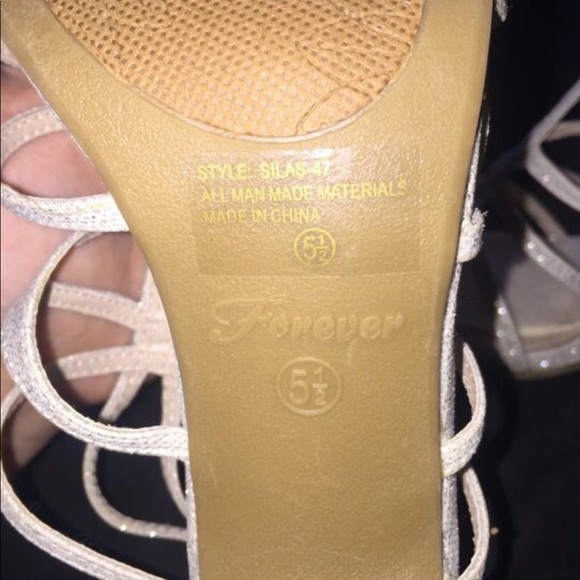 STYLE: SILAS-47
ALL MAN MADE MATERIALS
MADE IN CHINA
5½
Forever
5½